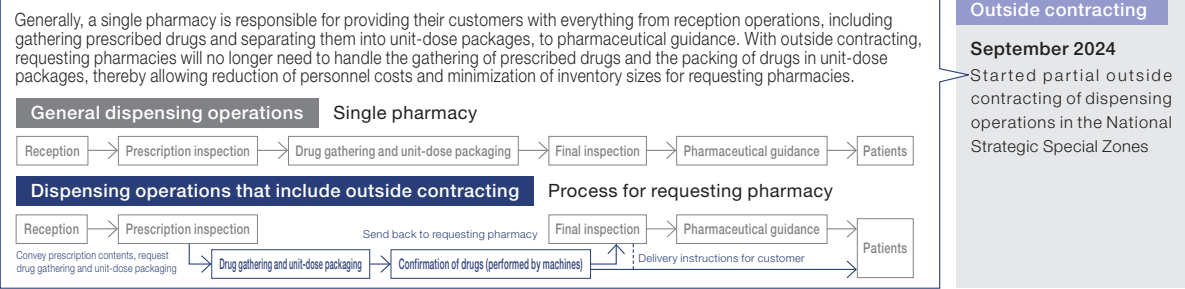 Generally, a single pharmacy is responsible for providing their customers with everything from reception operations, including
gathering prescribed drugs and separating them into unit-dose packages, to pharmaceutical guidance. With outside contracting,
requesting pharmacies will no longer need to handle the gathering of prescribed drugs and the packing of drugs in unit-dose
packages, thereby allowing reduction of personnel costs and minimization of inventory sizes for requesting pharmacies.
General dispensing operations Single pharmacy
Reception Prescription inspection Drug gathering and unit-dose packaging Final inspection Pharmaceutical guidance Patients
Dispensing operations that include outside contracting Process for requesting pharmacy
Reception Prescription inspection Final inspection Pharmaceutical guidance
Send back to requesting pharmacy
Patients
Convey prescription contents, request
drug gathering and unit-dose packaging
Drug gathering and unit-dose packaging Confirmation of drugs (performed by machines)
Delivery instructions for customer
Outside contracting
September 2024
Started partial outside
contracting of dispensing
operations in the National
Strategic Special Zones